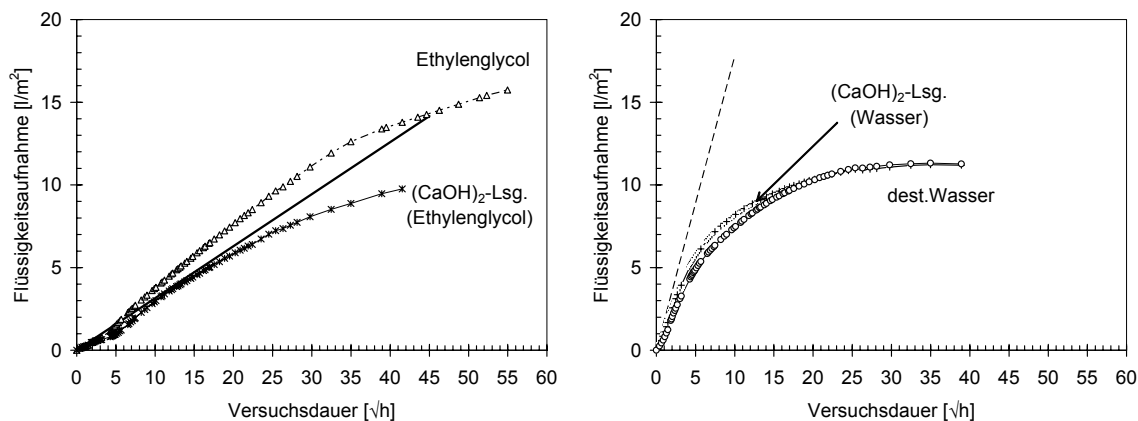 Flüssigkeitsaufnahme [l/m²]
20
15
10
5
0
Ethylenglycol
(CaOH)₂-Lsg.
(Ethylenglycol)
0 5 10 15 20 25 30 35 40 45 50 55 60
Versuchsdauer [√h]
Flüssigkeitsaufnahme [l/m²]
20
15
10
5
0
(CaOH)₂-Lsg.
(Wasser)
dest.Wasser
0 5 10 15 20 25 30 35 40 45 50 55 60
Versuchsdauer [√h]